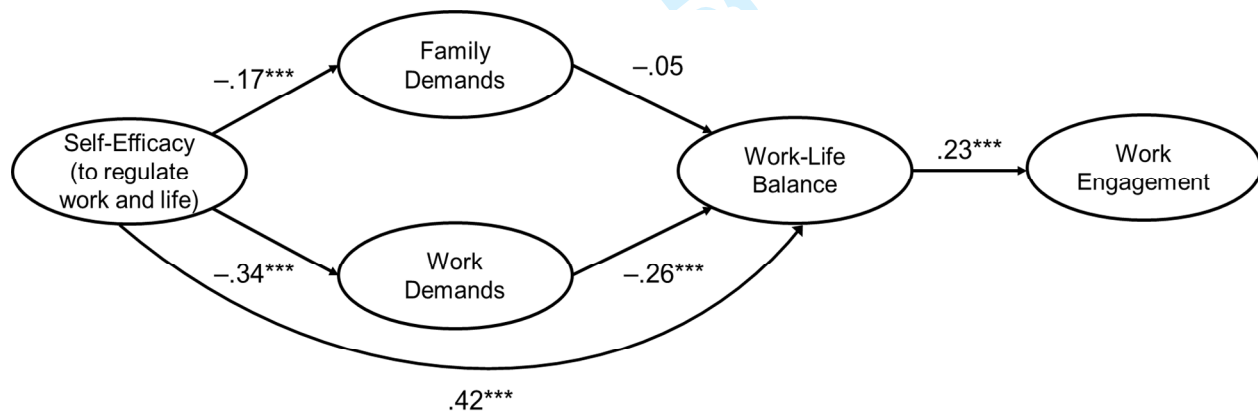 Family
Demands
–.17***
–.05
Self-Efficacy
(to regulate
work and life)
Work-Life
Balance
.23***
Work
Engagement
–.34***
Work
Demands
–.26***
.42***